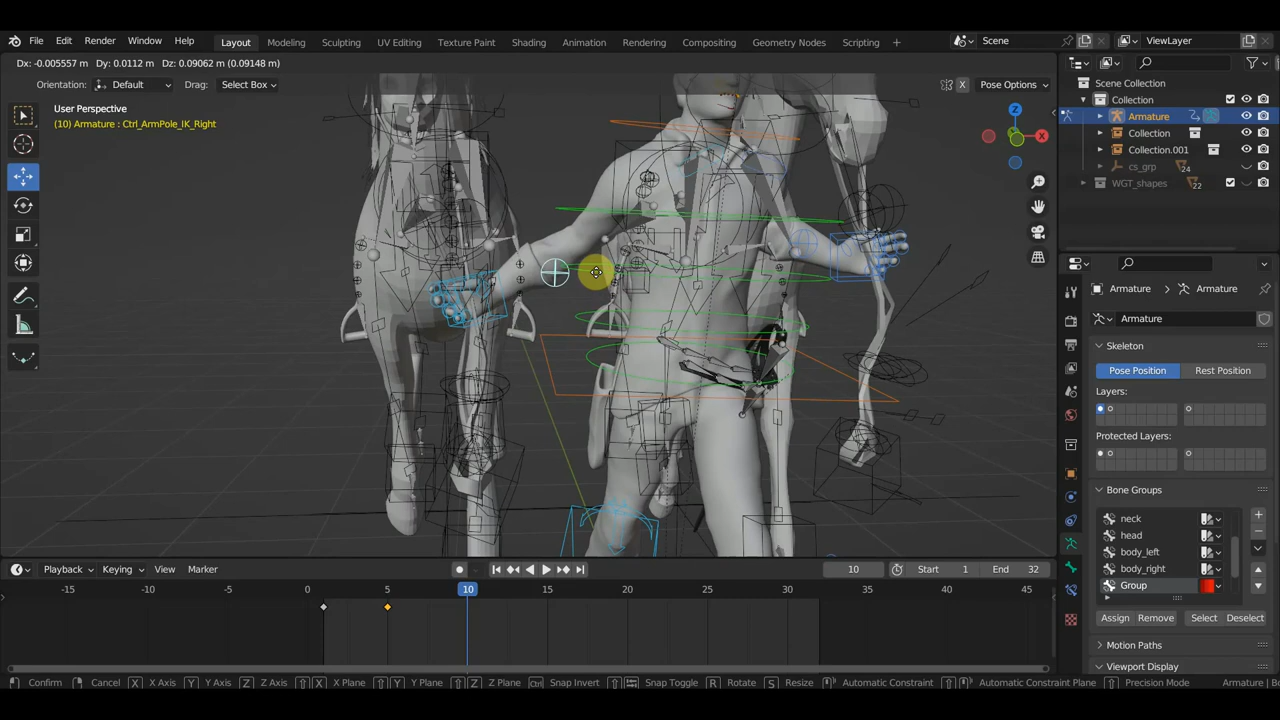 File Edit Render Window Help Layout Modeling Sculpting UV Editing Texture Paint Shading Animation Rendering Compositing Geometry Nodes Scripting + Scene ViewLayer
Dx: -0.005557 m Dy: 0.0112 m Dz: 0.09062 m (0.09148 m)
Orientation: Default Drag: Select Box X Pose Options
User Perspective
(10) Armature : Ctrl_ArmPole_IK_Right
Z
X
Scene Collection
Collection
Armature
Collection
Collection.001
cs_grp 24
WGT_shapes 22
Armature Armature
Armature
Skeleton
Pose Position Rest Position
Layers:
Protected Layers:
Bone Groups
neck
head
body_left
body_right
Group
Assign Remove Select Deselect
Motion Paths
Viewport Display
Playback Keying View Marker 10 Start 1 End 32
-15 -10 -5 0 5 10 15 20 25 30 35 40 45
Confirm Cancel X X Axis Y Y Axis Z Z Axis X X Plane Y Y Plane Z Z Plane Ctrl Snap Invert Snap Toggle R Rotate S Resize Automatic Constraint Automatic Constraint Plane Precision Mode Armature | Bo